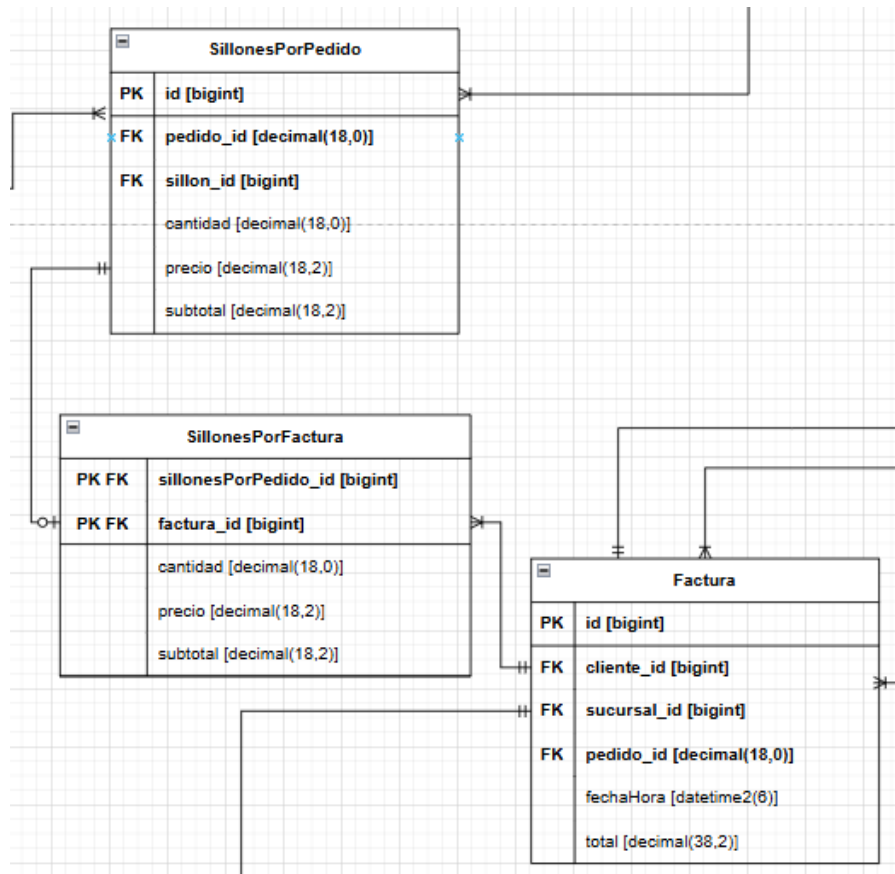 SillonesPorPedido
PK id [bigint]
FK pedido_id [decimal(18,0)]
FK sillon_id [bigint]
cantidad [decimal(18,0)]
precio [decimal(18,2)]
subtotal [decimal(18,2)]
SillonesPorFactura
PK FK sillonesPorPedido_id [bigint]
PK FK factura_id [bigint]
cantidad [decimal(18,0)]
precio [decimal(18,2)]
subtotal [decimal(18,2)]
Factura
PK id [bigint]
FK cliente_id [bigint]
FK sucursal_id [bigint]
FK pedido_id [decimal(18,0)]
fechaHora [datetime2(6)]
total [decimal(38,2)]